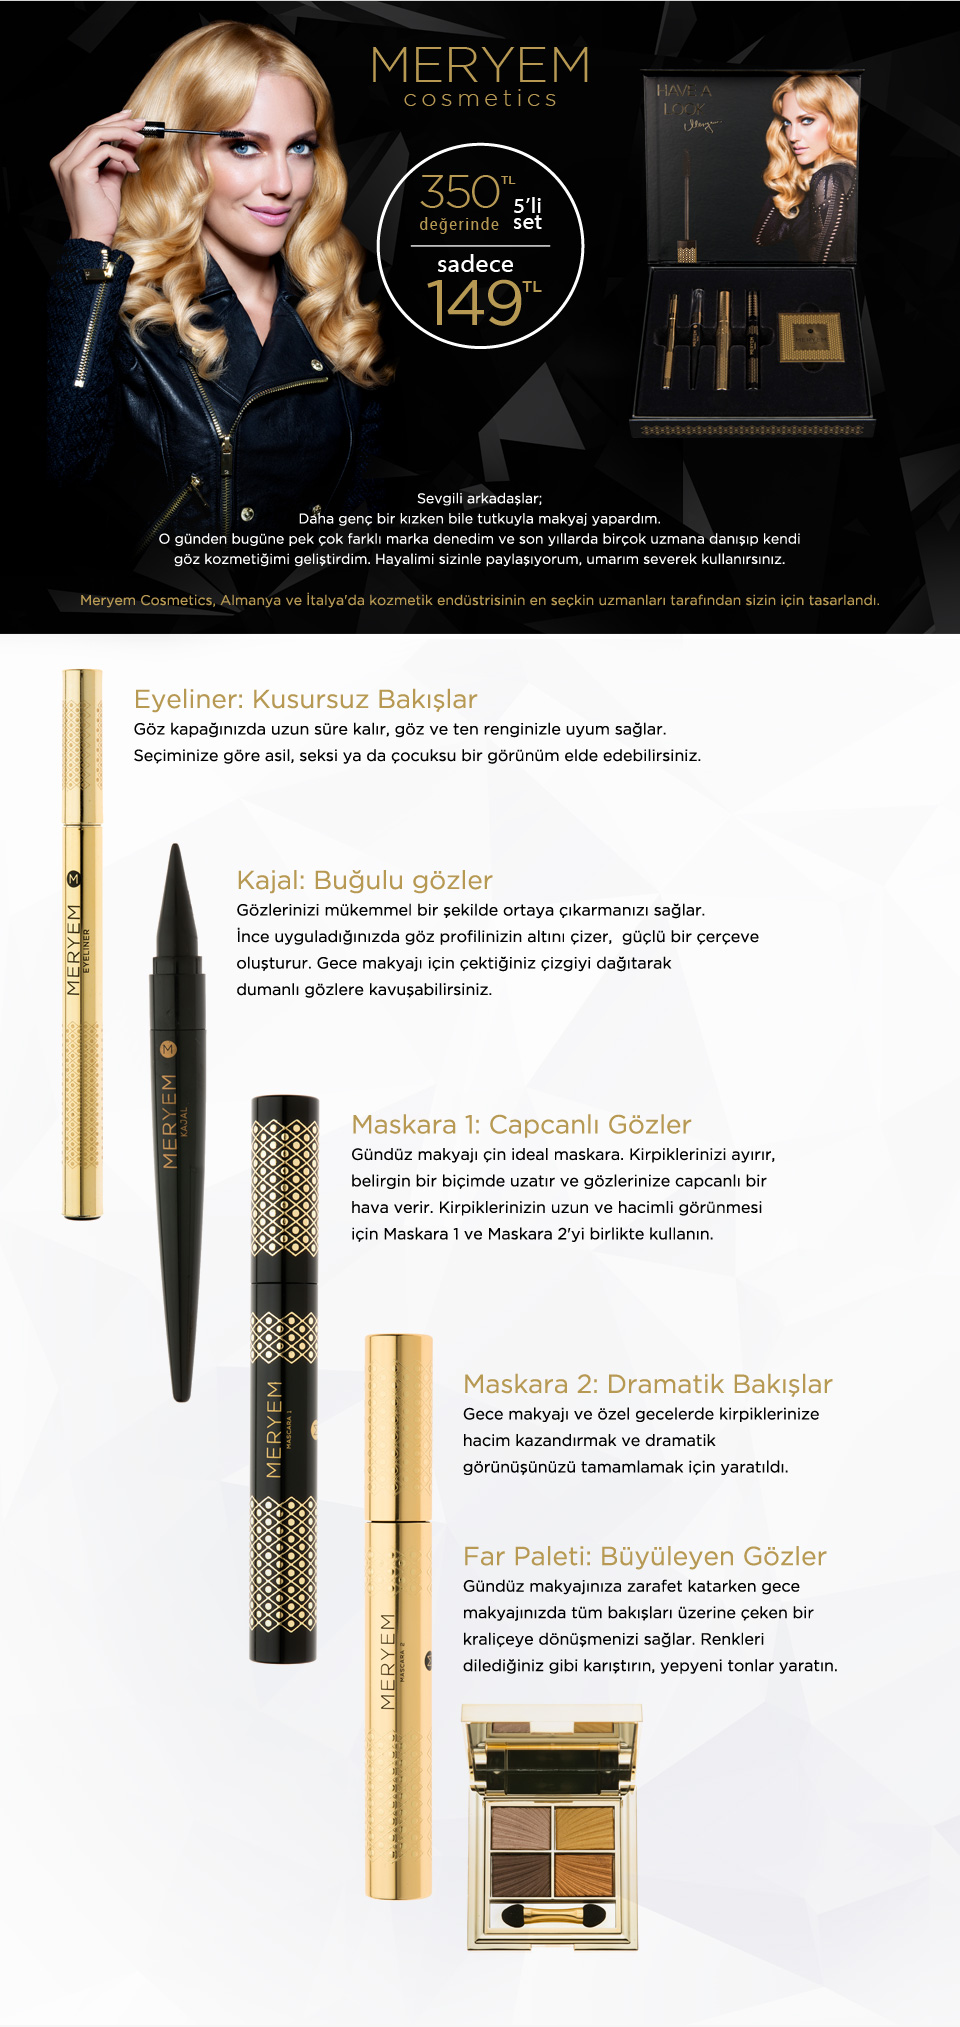 MERYEM
cosmetics
350 TL
değerinde
5'li
set
sadece
149 TL
HAVE A
LOOK
Sevgili arkadaşlar;
Daha genç bir kızken bile tutkuyla makyaj yapardım.
O günden bugüne pek çok farklı marka denedim ve son yıllarda birçok uzmana danışıp kendi
göz kozmetiğimi geliştirdim. Hayalimi sizinle paylaşıyorum, umarım severek kullanırsınız.
Meryem Cosmetics, Almanya ve İtalya'da kozmetik endüstrisinin en seçkin uzmanları tarafından sizin için tasarlandı.
Eyeliner: Kusursuz Bakışlar
Göz kapağınızda uzun süre kalır, göz ve ten renginizle uyum sağlar.
Seçiminize göre asil, seksi ya da çocuksu bir görünüm elde edebilirsiniz.
M
MERYEM
EYELINER
Kajal: Buğulu gözler
Gözlerinizi mükemmel bir şekilde ortaya çıkarmanızı sağlar.
İnce uyguladığınızda göz profilinizin altını çizer, güçlü bir çerçeve
oluşturur. Gece makyajı için çektiğiniz çizgiyi dağıtarak
dumanlı gözlere kavuşabilirsiniz.
M
MERYEM
KAJAL
Maskara 1: Capcanlı Gözler
Gündüz makyajı çin ideal maskara. Kirpiklerinizi ayırır,
belirgin bir biçimde uzatır ve gözlerinize capcanlı bir
hava verir. Kirpiklerinizin uzun ve hacimli görünmesi
için Maskara 1 ve Maskara 2'yi birlikte kullanın.
MERYEM
MASCARA 1
Maskara 2: Dramatik Bakışlar
Gece makyajı ve özel gecelerde kirpiklerinize
hacim kazandırmak ve dramatik
görünüşünüzü tamamlamak için yaratıldı.
Far Paleti: Büyüleyen Gözler
Gündüz makyajınıza zarafet katarken gece
makyajınızda tüm bakışları üzerine çeken bir
kraliçeye dönüşmenizi sağlar. Renkleri
dilediğiniz gibi karıştırın, yepyeni tonlar yaratın.
MERYEM
MASCARA 2